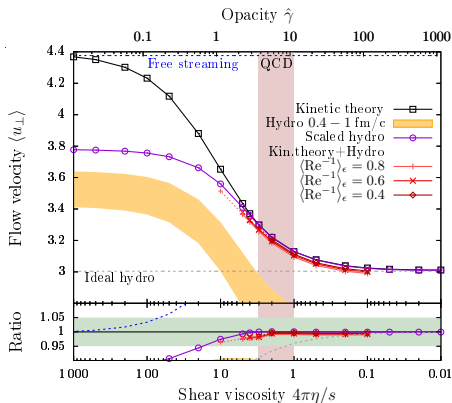 Opacity γ̂
0.1 1 10 100 1000
4.4
4.2
4
3.8
3.6
3.4
3.2
3
Flow velocity ⟨u⊥⟩
Free streaming
QCD
Kinetic theory
Hydro 0.4 − 1 fm/c
Scaled hydro
Kin.theory+Hydro
⟨Re⁻¹⟩ϵ = 0.8
⟨Re⁻¹⟩ϵ = 0.6
⟨Re⁻¹⟩ϵ = 0.4
Ideal hydro
Ratio
1.05
1
0.95
1000 100 10 1 0.1 0.01
Shear viscosity 4πη/s